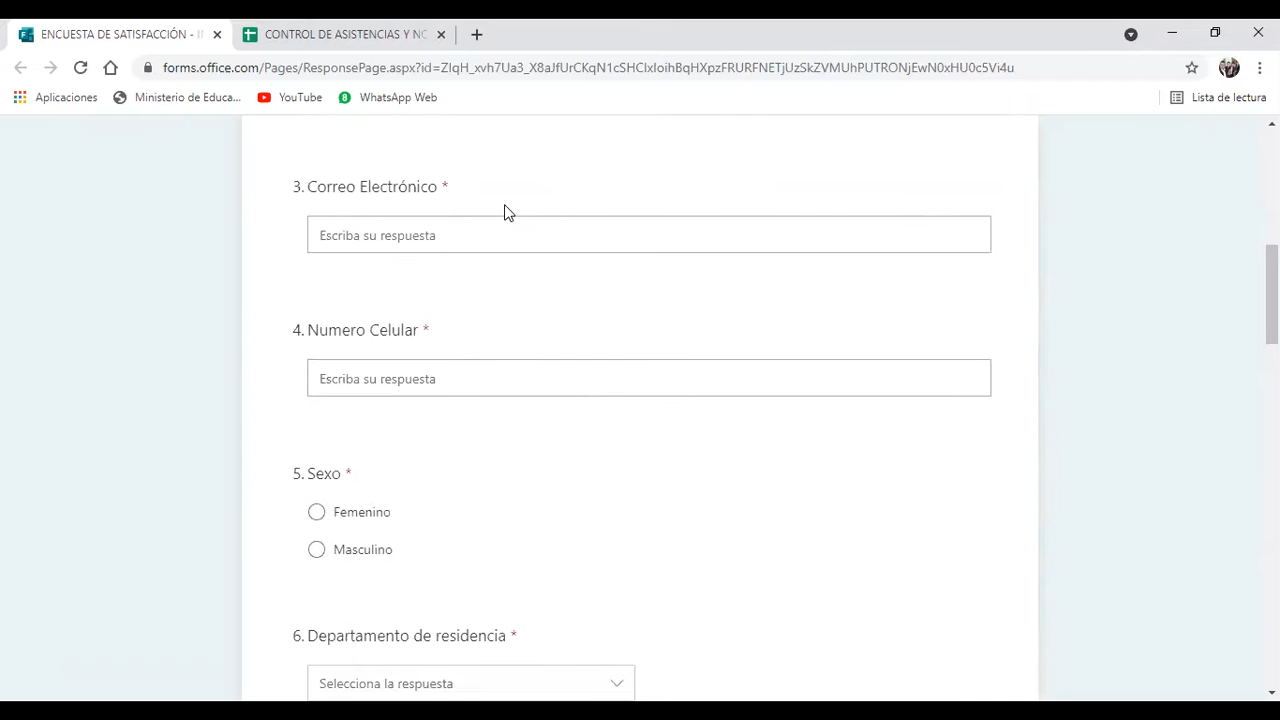 ENCUESTA DE SATISFACCIÓN - I
CONTROL DE ASISTENCIAS Y NO
forms.office.com/Pages/ResponsePage.aspx?id=ZIqH_xvh7Ua3_X8aJfUrCKqN1cSHCIxIoihBqHXpzFRURFNETjUzSkZVMUhPUTRONjEwN0xHU0c5Vi4u
Aplicaciones
Ministerio de Educa...
YouTube
WhatsApp Web
Lista de lectura
3. Correo Electrónico *
Escriba su respuesta
4. Numero Celular *
Escriba su respuesta
5. Sexo *
Femenino
Masculino
6. Departamento de residencia *
Selecciona la respuesta